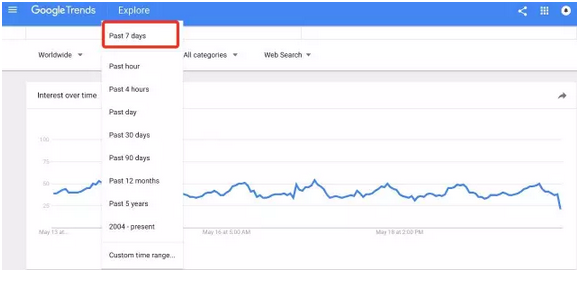 Google Trends Explore
Past 7 days
Worldwide All categories Web Search
Past hour
Past 4 hours
Past day
Past 30 days
Past 90 days
Past 12 months
Past 5 years
2004 - present
Custom time range...
Interest over time
100
75
50
25
May 13 at... May 16 at 5:00 AM May 18 at 2:00 PM